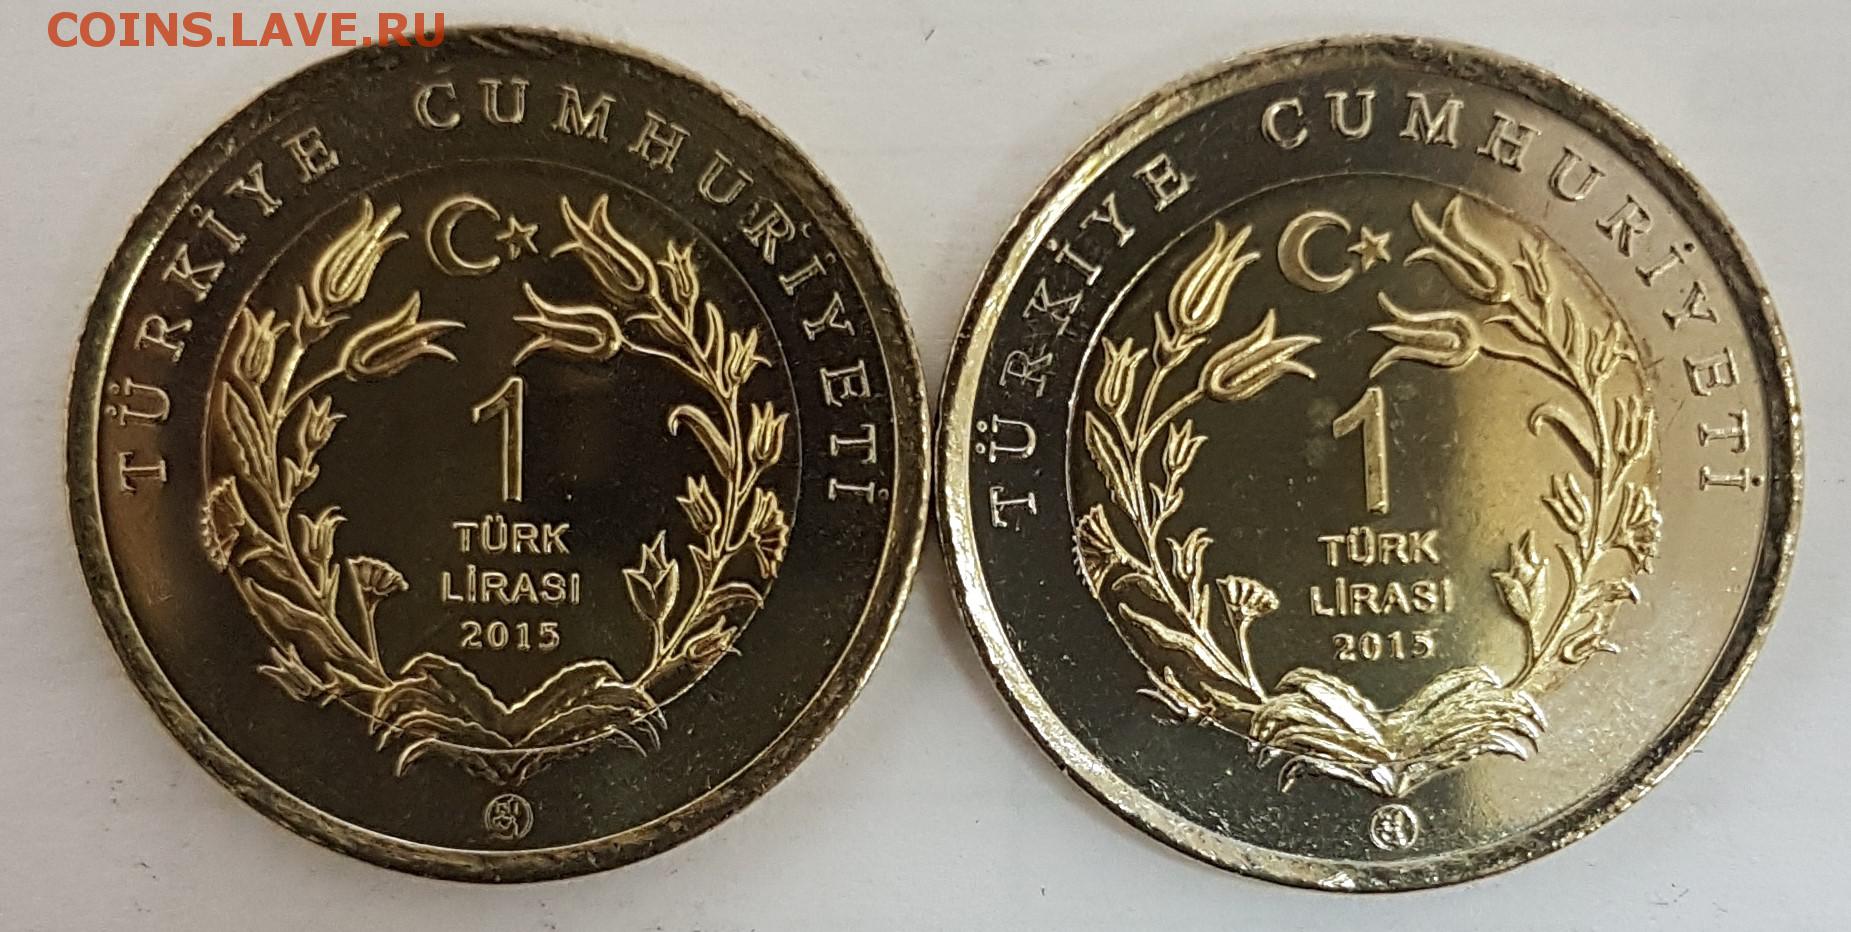 COINS.LAVE.RU
TÜRKİYE CUMHURİYETİ
1
TÜRK
LİRASI
2015
TÜRKİYE CUMHURİYETİ
1
TÜRK
LİRASI
2015